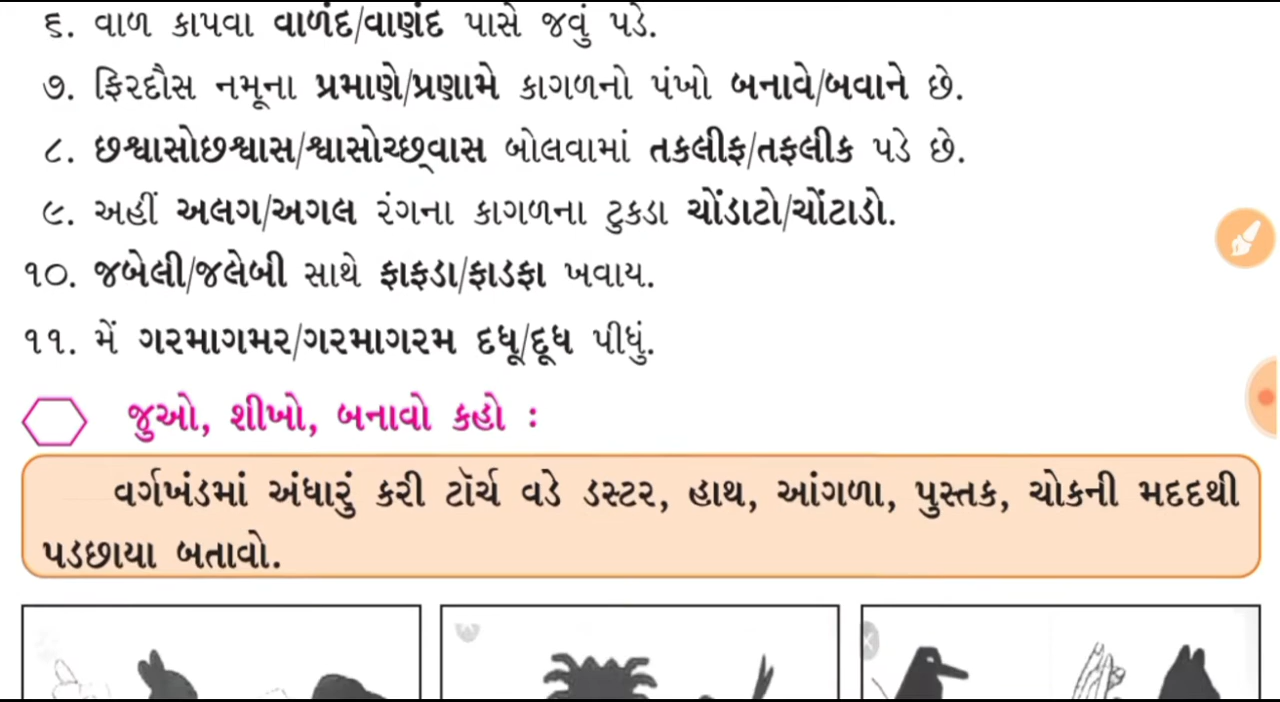 ૬. વાળ કાપવા વાળંદ/વાણંદ પાસે જવું પડે.
૭. ફિરદૌસ નમૂના પ્રમાણે/પ્રણામે કાગળનો પંખો બનાવે/બવાને છે.
૮. છશ્વાસોછશ્વાસ/શ્વાસોચ્છ્વાસ બોલવામાં તકલીફ/તફલીક પડે છે.
૯. અહીં અલગ/અગલ રંગના કાગળના ટુકડા ચોંડાટો/ચોંટાડો.
૧૦. જબેલી/જલેબી સાથે ફાફડા/ફાડફા ખવાય.
૧૧. મેં ગરમાગમર/ગરમાગરમ દધૂ/દૂધ પીધું.
જુઓ, શીખો, બનાવો કહો :
વર્ગખંડમાં અંધારું કરી ટૉર્ચ વડે ડસ્ટર, હાથ, આંગળા, પુસ્તક, ચોકની મદદથી
પડછાયા બતાવો.